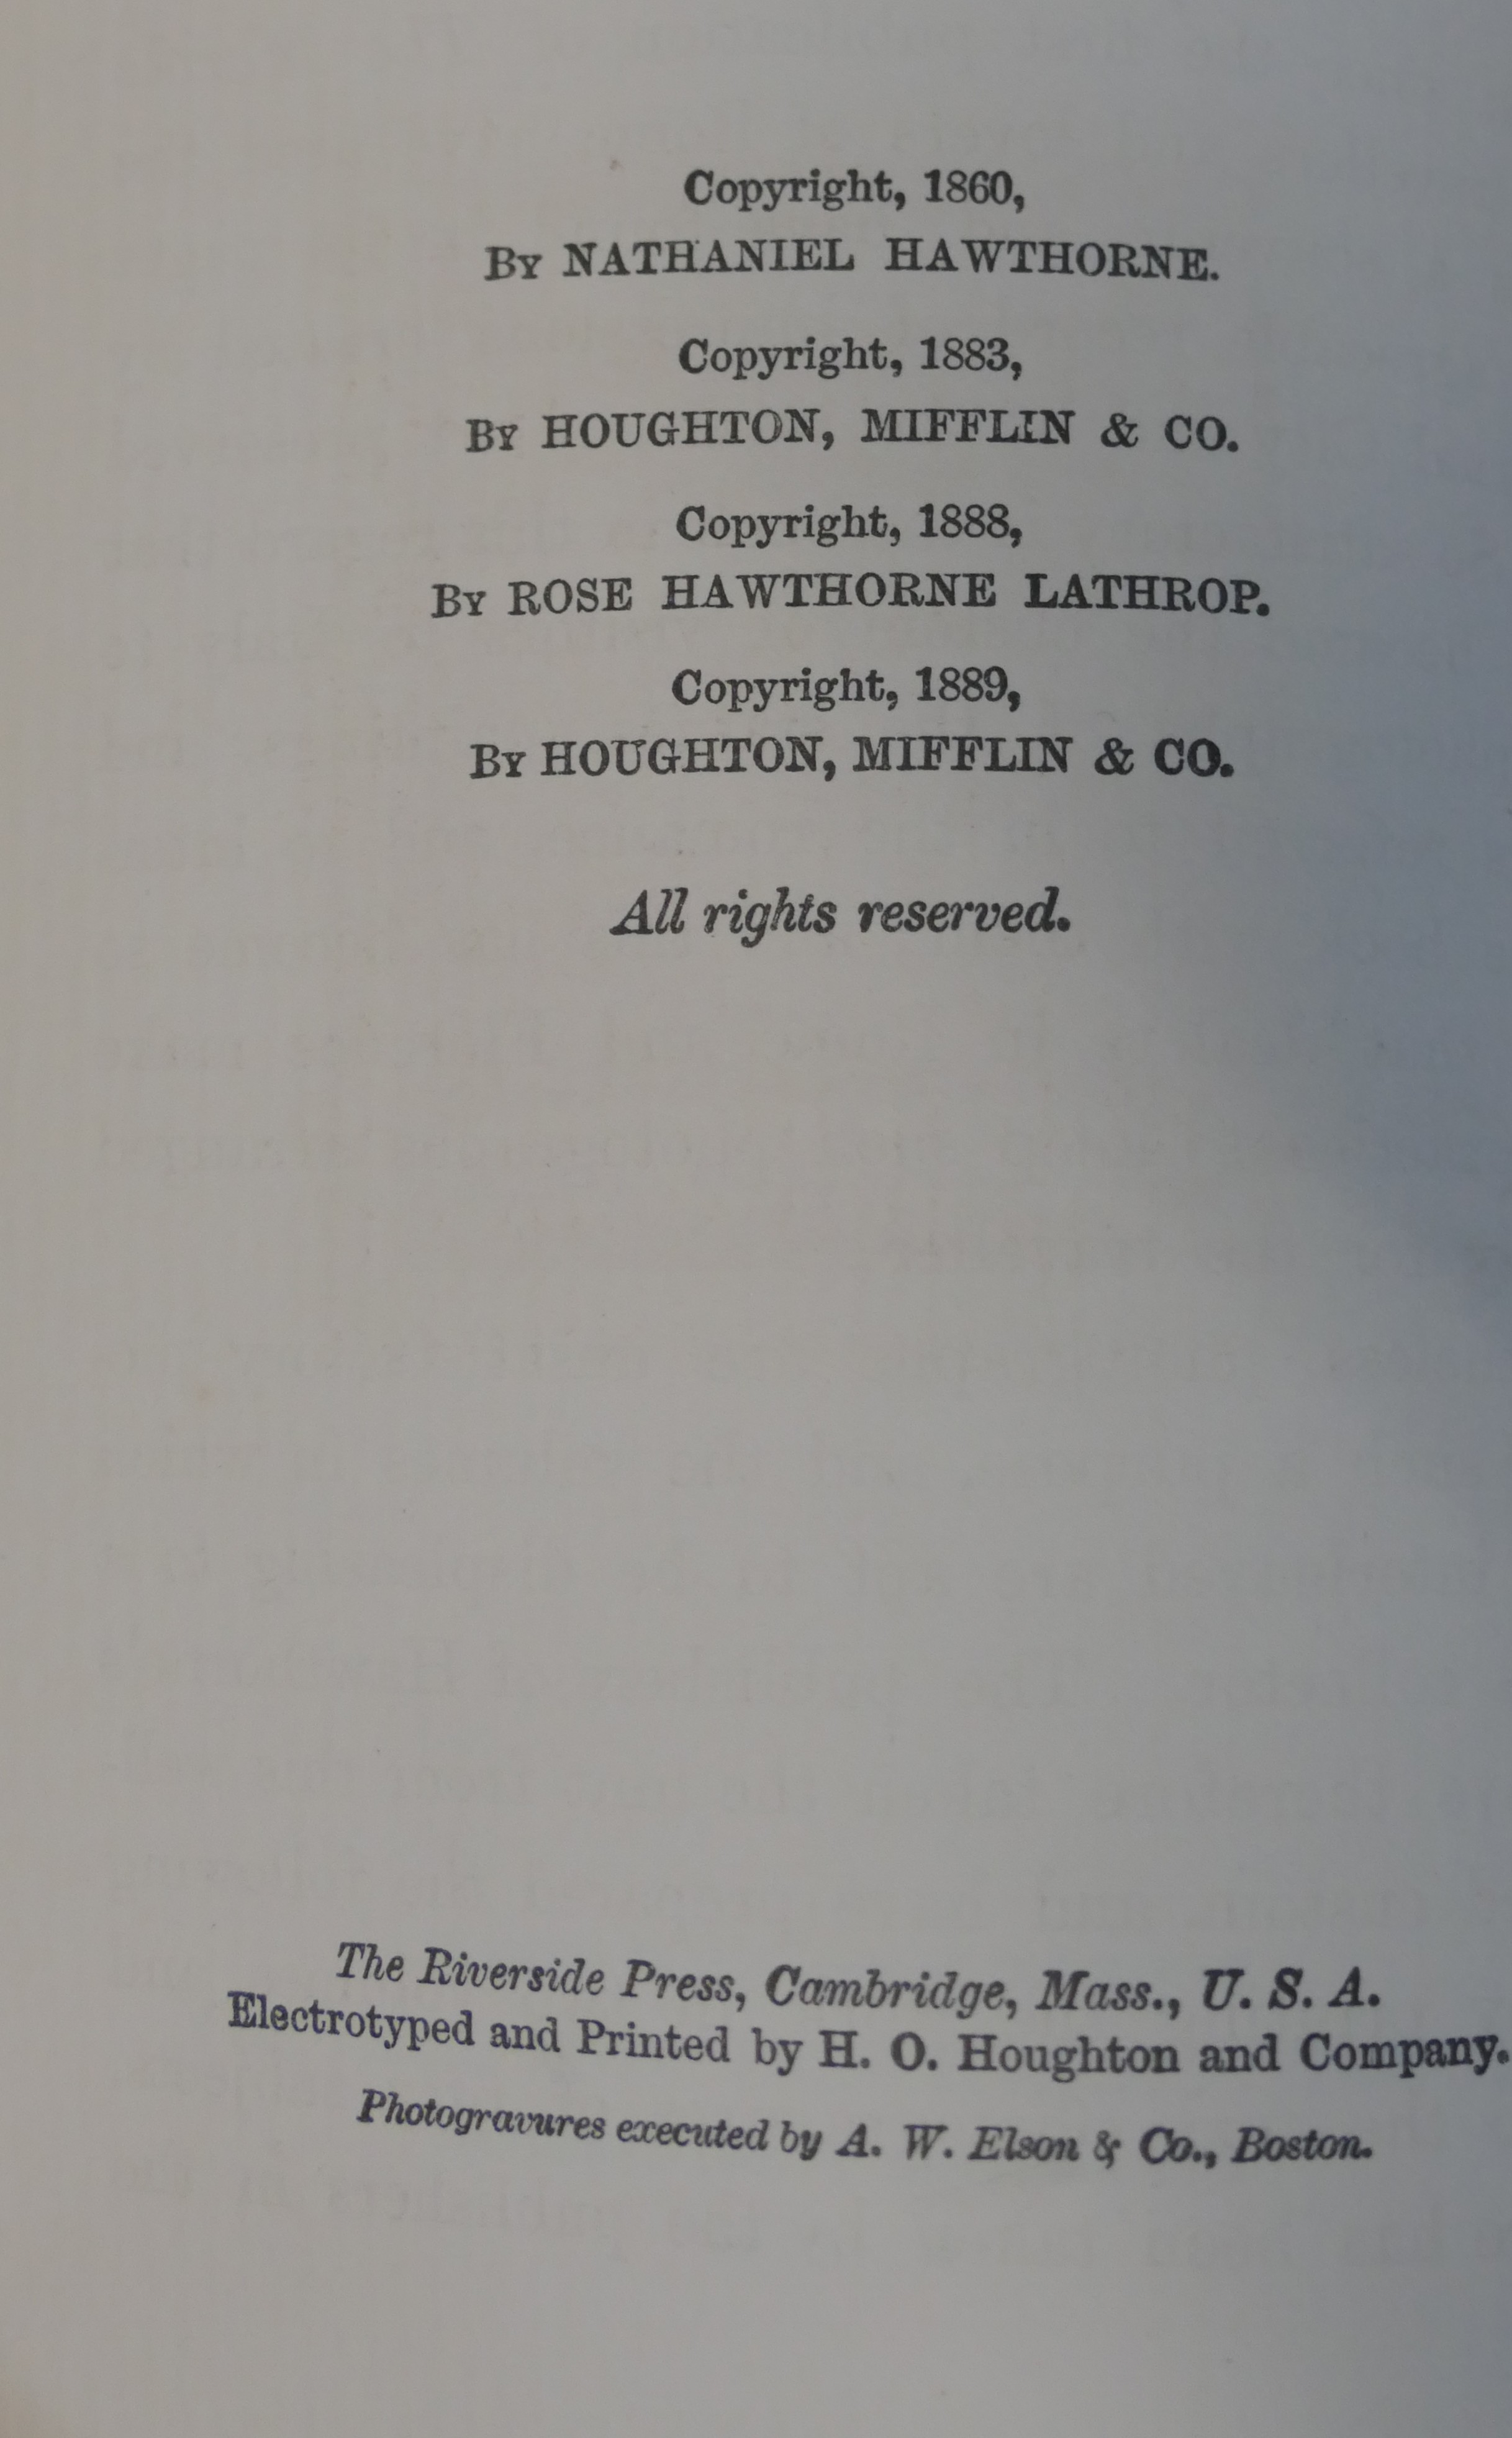 Copyright, 1860,
By NATHANIEL HAWTHORNE.
Copyright, 1883,
By HOUGHTON, MIFFLIN & CO.
Copyright, 1888,
By ROSE HAWTHORNE LATHROP.
Copyright, 1889,
By HOUGHTON, MIFFLIN & CO.
All rights reserved.
The Riverside Press, Cambridge, Mass., U. S. A.
Electrotyped and Printed by H. O. Houghton and Company.
Photogravures executed by A. W. Elson & Co., Boston.